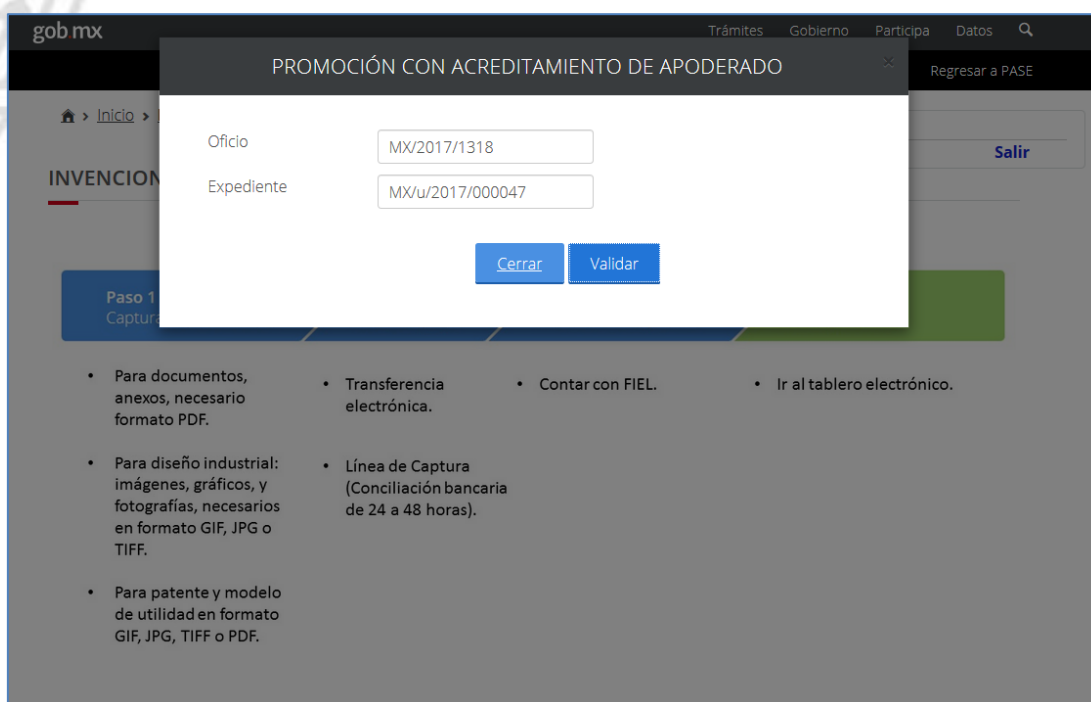 gob mx
Trámites Gobierno Participa Datos
PROMOCIÓN CON ACREDITAMIENTO DE APODERADO
×
Regresar a PASE
> Inicio >
Salir
Oficio
MX/2017/1318
INVENCION
Expediente
MX/u/2017/000047
Cerrar
Validar
Paso 1
Captura
• Para documentos,
anexos, necesario
formato PDF.
• Para diseño industrial:
imágenes, gráficos, y
fotografías, necesarios
en formato GIF, JPG o
TIFF.
• Para patente y modelo
de utilidad en formato
GIF, JPG, TIFF o PDF.
• Transferencia
electrónica.
• Línea de Captura
(Conciliación bancaria
de 24 a 48 horas).
• Contar con FIEL.
• Ir al tablero electrónico.